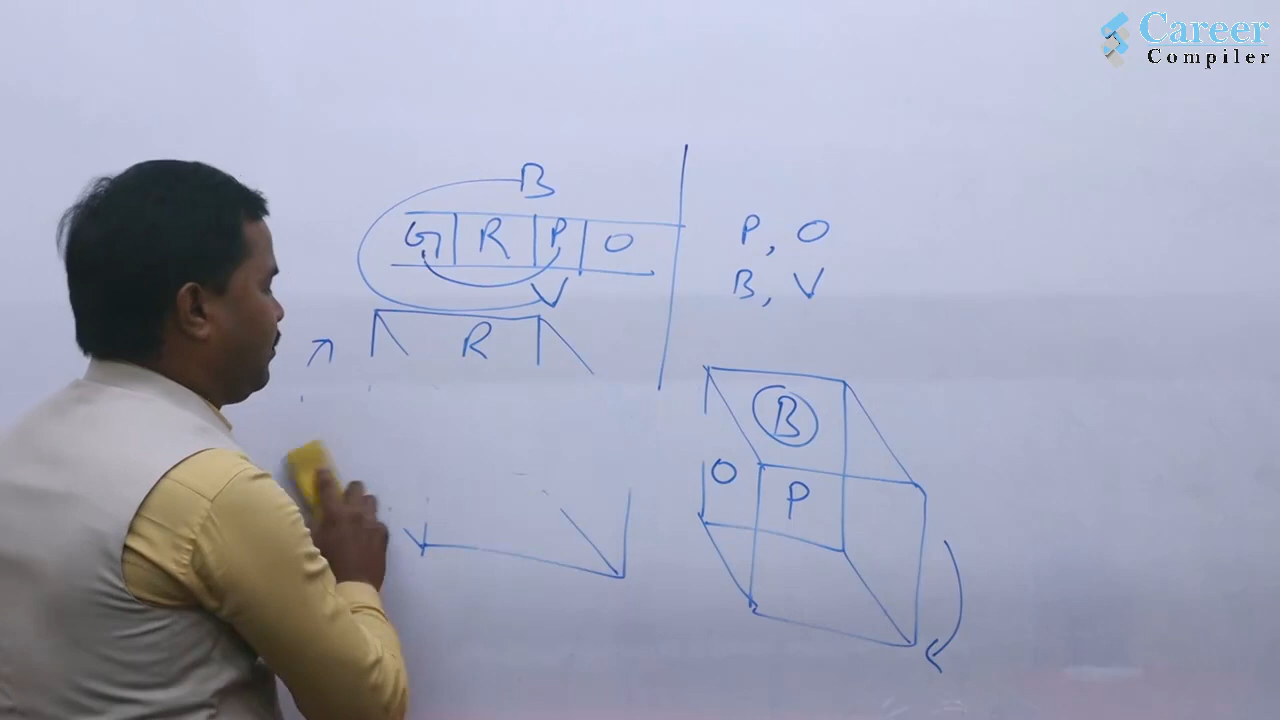 Career
Compiler
B
G R P O
V
R
P, O
B, V
B
O P